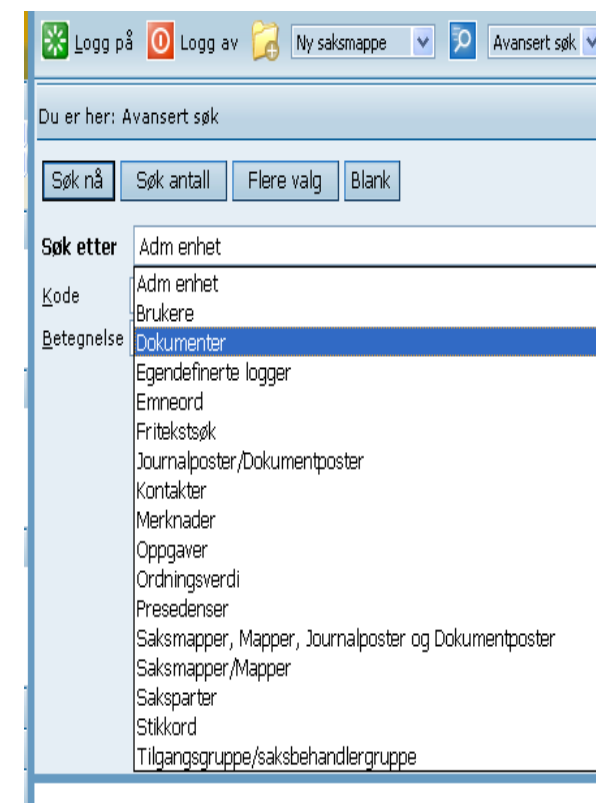 Logg på Logg av Ny saksmappe Avansert søk
Du er her: Avansert søk
Søk nå Søk antall Flere valg Blank
Søk etter Adm enhet
Kode
Betegnelse
Adm enhet
Brukere
Dokumenter
Egendefinerte logger
Emneord
Fritekstsøk
Journalposter/Dokumentposter
Kontakter
Merknader
Oppgaver
Ordningsverdi
Presedenser
Saksmapper, Mapper, Journalposter og Dokumentposter
Saksmapper/Mapper
Saksparter
Stikkord
Tilgangsgruppe/saksbehandlergruppe